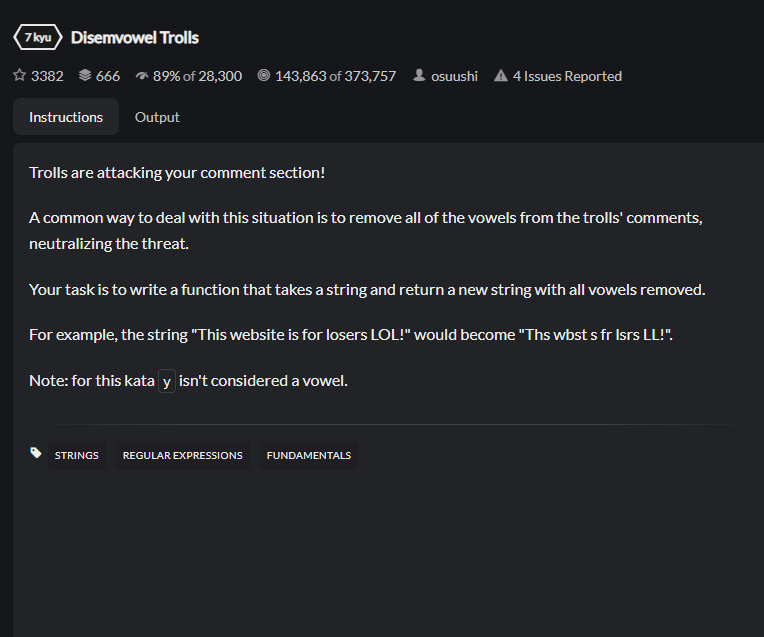 7 kyu Disemvowel Trolls
3382 666 89% of 28,300 143,863 of 373,757 osuushi 4 Issues Reported
Instructions Output
Trolls are attacking your comment section!
A common way to deal with this situation is to remove all of the vowels from the trolls' comments,
neutralizing the threat.
Your task is to write a function that takes a string and return a new string with all vowels removed.
For example, the string "This website is for losers LOL!" would become "Ths wbst s fr lsrs LL!".
Note: for this kata y isn't considered a vowel.
STRINGS REGULAR EXPRESSIONS FUNDAMENTALS